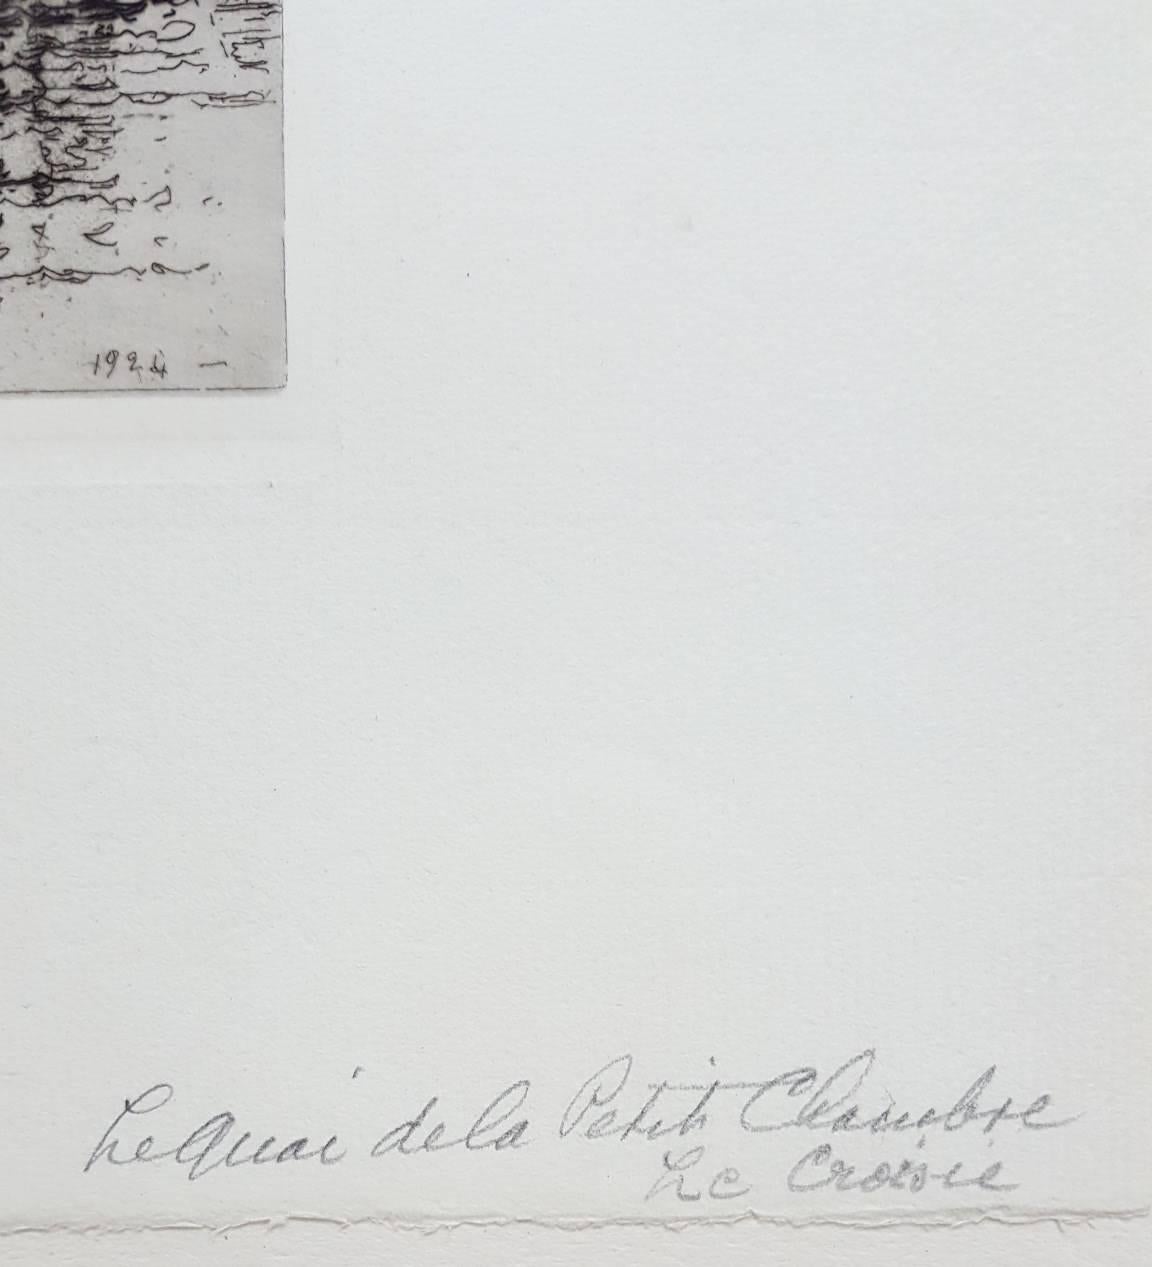 1924 —
Le Quai de la Petit Chambre
Le Croisic